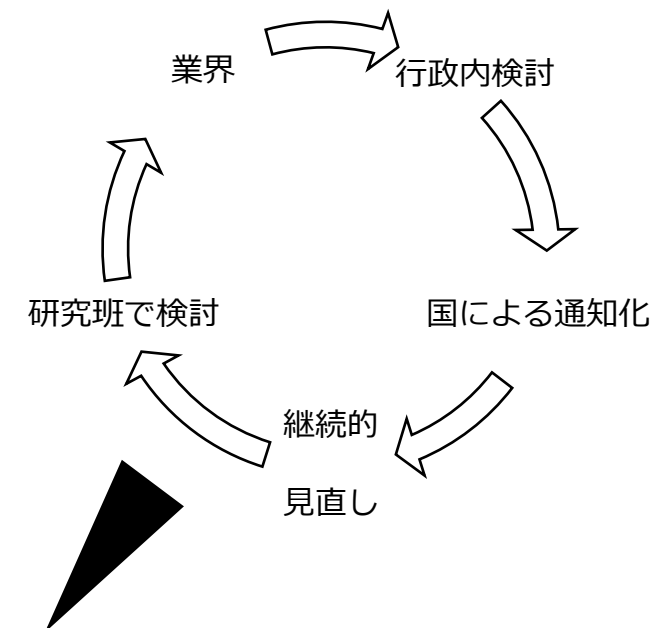 業界
行政内検討
研究班で検討
国による通知化
継続的
見直し